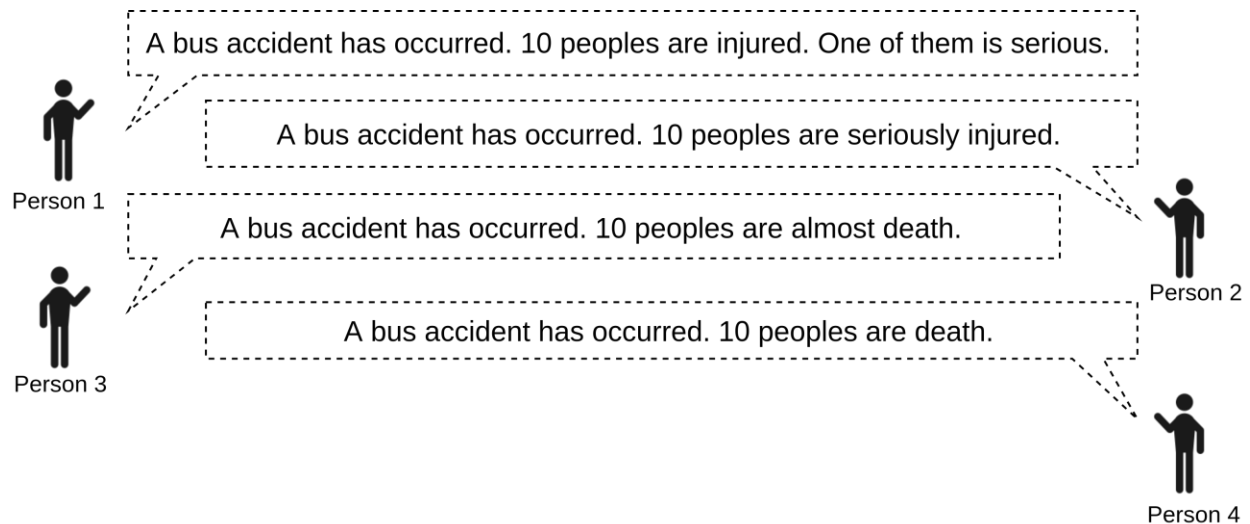 A bus accident has occurred. 10 peoples are injured. One of them is serious.
Person 1
A bus accident has occurred. 10 peoples are seriously injured.
Person 2
A bus accident has occurred. 10 peoples are almost death.
Person 3
A bus accident has occurred. 10 peoples are death.
Person 4